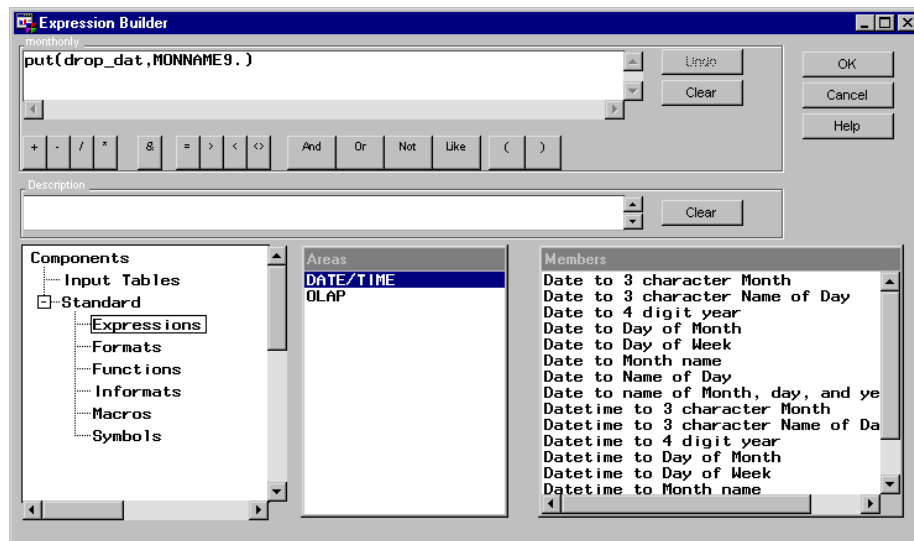 Expression Builder
monthonly
put(drop_dat,MONNAME9.)
Undo
Clear
OK
Cancel
Help
+ - / * & = > < <> And Or Not Like ( )
Description
Clear
Components
Input Tables
Standard
Expressions
Formats
Functions
Informats
Macros
Symbols
Areas
DATE/TIME
OLAP
Members
Date to 3 character Month
Date to 3 character Name of Day
Date to 4 digit year
Date to Day of Month
Date to Day of Week
Date to Month name
Date to Name of Day
Date to name of Month, day, and ye
Datetime to 3 character Month
Datetime to 3 character Name of Da
Datetime to 4 digit year
Datetime to Day of Month
Datetime to Day of Week
Datetime to Month name